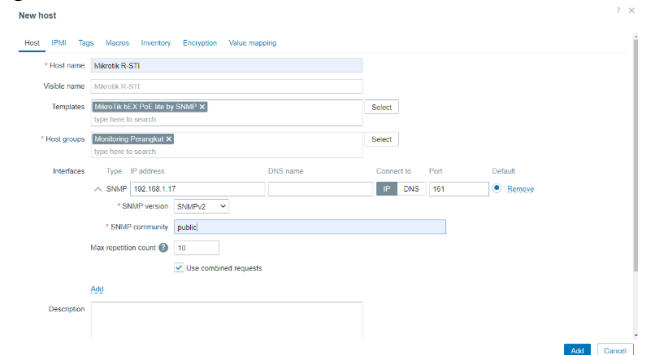 New host
? ×
Host IPMI Tags Macros Inventory Encryption Value mapping
* Host name Mikrotik R-STI
Visible name Mikrotik R-STI
Templates MikroTik hEX PoE lite by SNMP × Select
type here to search
* Host groups Monitoring Perangkat × Select
type here to search
Interfaces Type IP address DNS name Connect to Port Default
SNMP 192.168.1.17 IP DNS 161 Remove
* SNMP version SNMPv2
* SNMP community public
Max repetition count ? 10
Use combined requests
Add
Description
Add Cancel